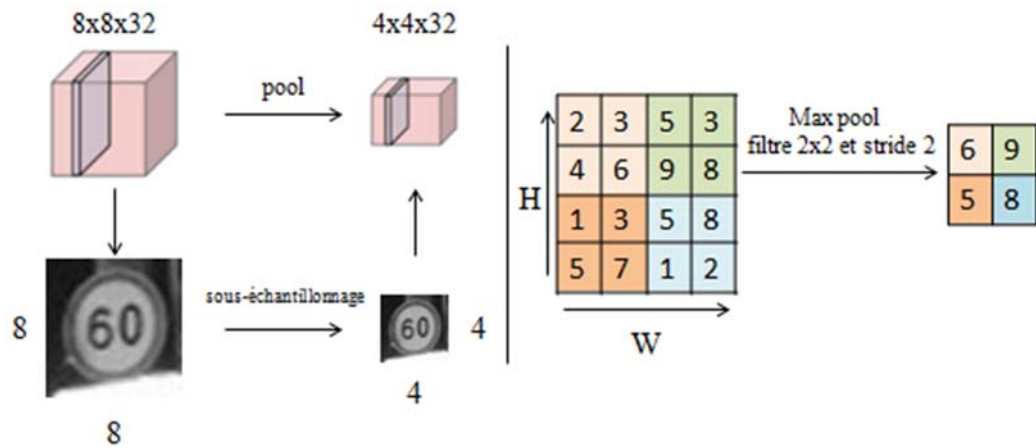 8x8x32
4x4x32
pool
8
60
8
sous-échantillonnage
60
4
4
H
2 3 5 3
4 6 9 8
1 3 5 8
5 7 1 2
W
Max pool
filtre 2x2 et stride 2
6 9
5 8